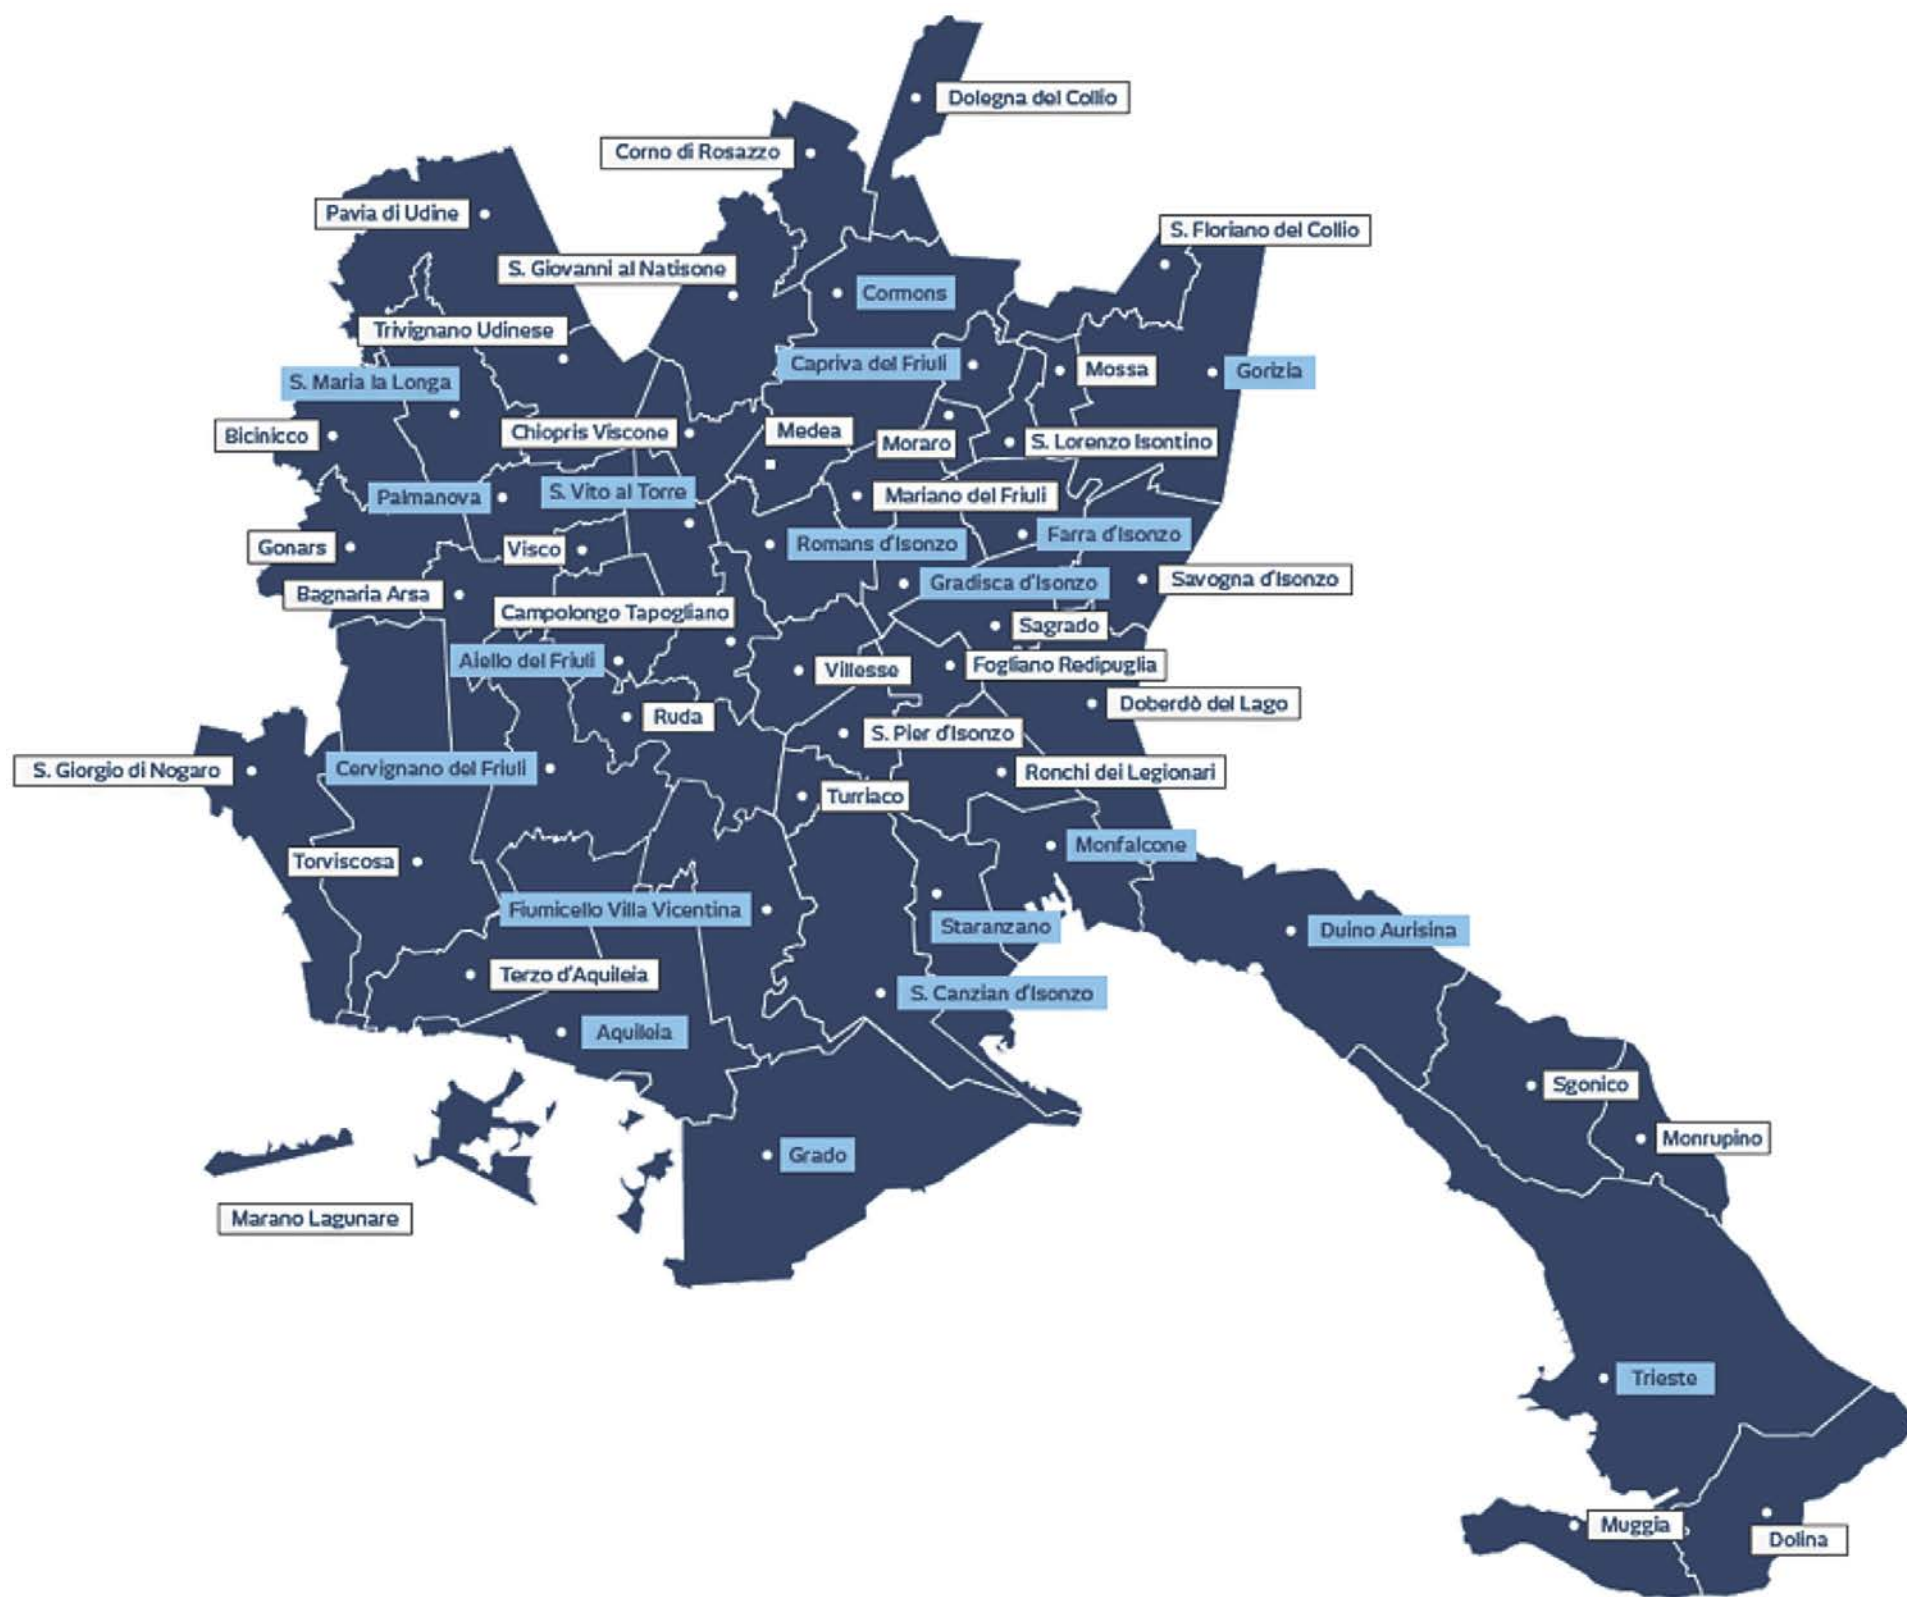 Dolegna del Collio
Corno di Rosazzo
Pavia di Udine
S. Floriano del Collio
S. Giovanni al Natisone
Cormons
Trivignano Udinese
Capriva del Friuli
Mossa
Gorizia
S. Maria la Longa
Bicinicco
Chiopris Viscone
Medea
Moraro
S. Lorenzo Isontino
Palmanova
S. Vito al Torre
Mariano del Friuli
Gonars
Visco
Romans d'Isonzo
Farra d'Isonzo
Bagnaria Arsa
Gradisca d'Isonzo
Savogna d'Isonzo
Campolongo Tapogliano
Sagrado
Aiello del Friuli
Villesse
Fogliano Redipuglia
Ruda
Doberdò del Lago
S. Pier d'Isonzo
S. Giorgio di Nogaro
Cervignano del Friuli
Ronchi dei Legionari
Turriaco
Torviscosa
Monfalcone
Fiumicello Villa Vicentina
Staranzano
Duino Aurisina
Terzo d'Aquileia
S. Canzian d'Isonzo
Aquileia
Sgonico
Monrupino
Grado
Marano Lagunare
Trieste
Muggia
Dolina